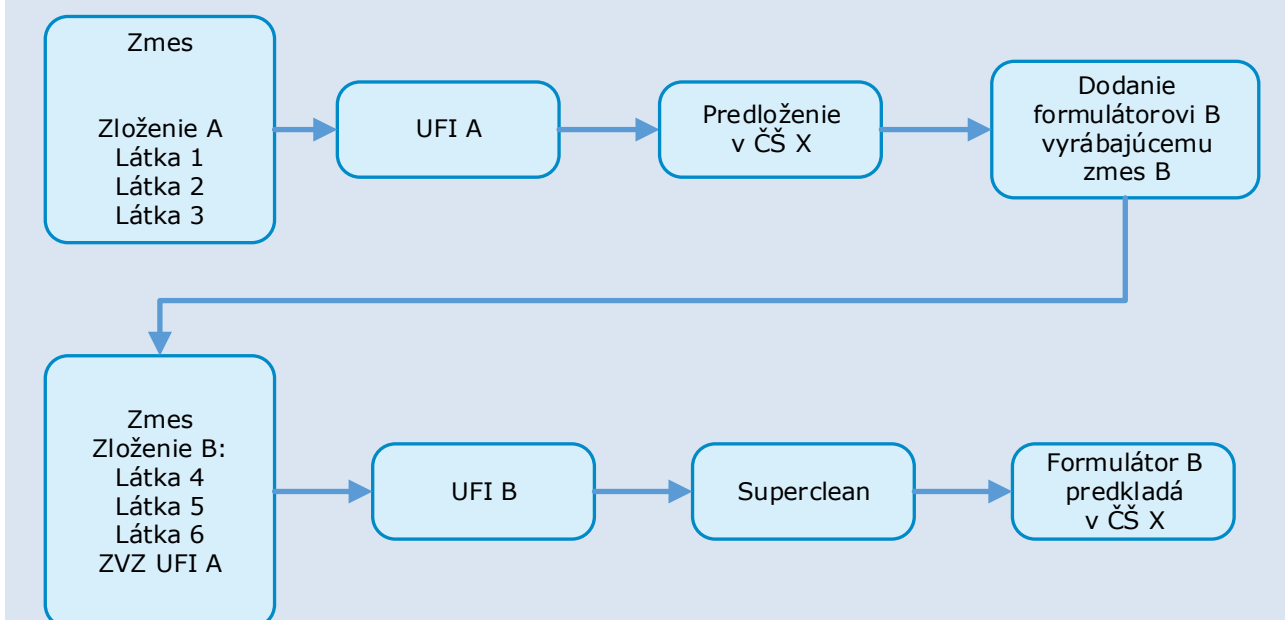 Zmes
Zloženie A
Látka 1
Látka 2
Látka 3
UFI A
Predloženie
v ČŠ X
Dodanie
formulátorovi B
vyrábajúcemu
zmes B
Zmes
Zloženie B:
Látka 4
Látka 5
Látka 6
ZVZ UFI A
UFI B
Superclean
Formulátor B
predkladá
v ČŠ X